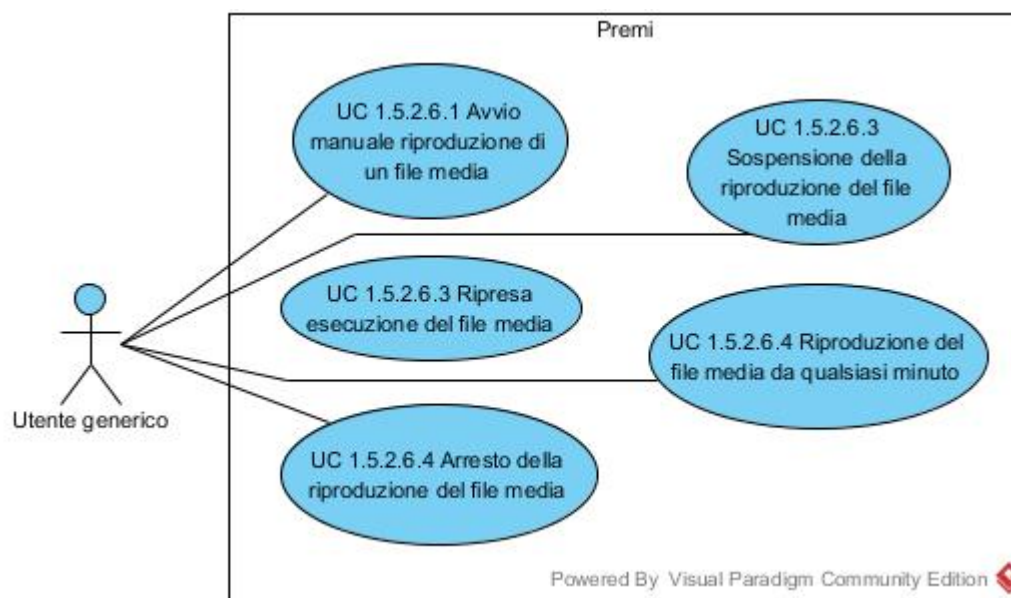 Premi
UC 1.5.2.6.1 Avvio
manuale riproduzione di
un file media
UC 1.5.2.6.3
Sospensione della
riproduzione del file
media
UC 1.5.2.6.3 Ripresa
esecuzione del file media
UC 1.5.2.6.4 Riproduzione del
file media da qualsiasi minuto
Utente generico
UC 1.5.2.6.4 Arresto della
riproduzione del file media
Powered By Visual Paradigm Community Edition